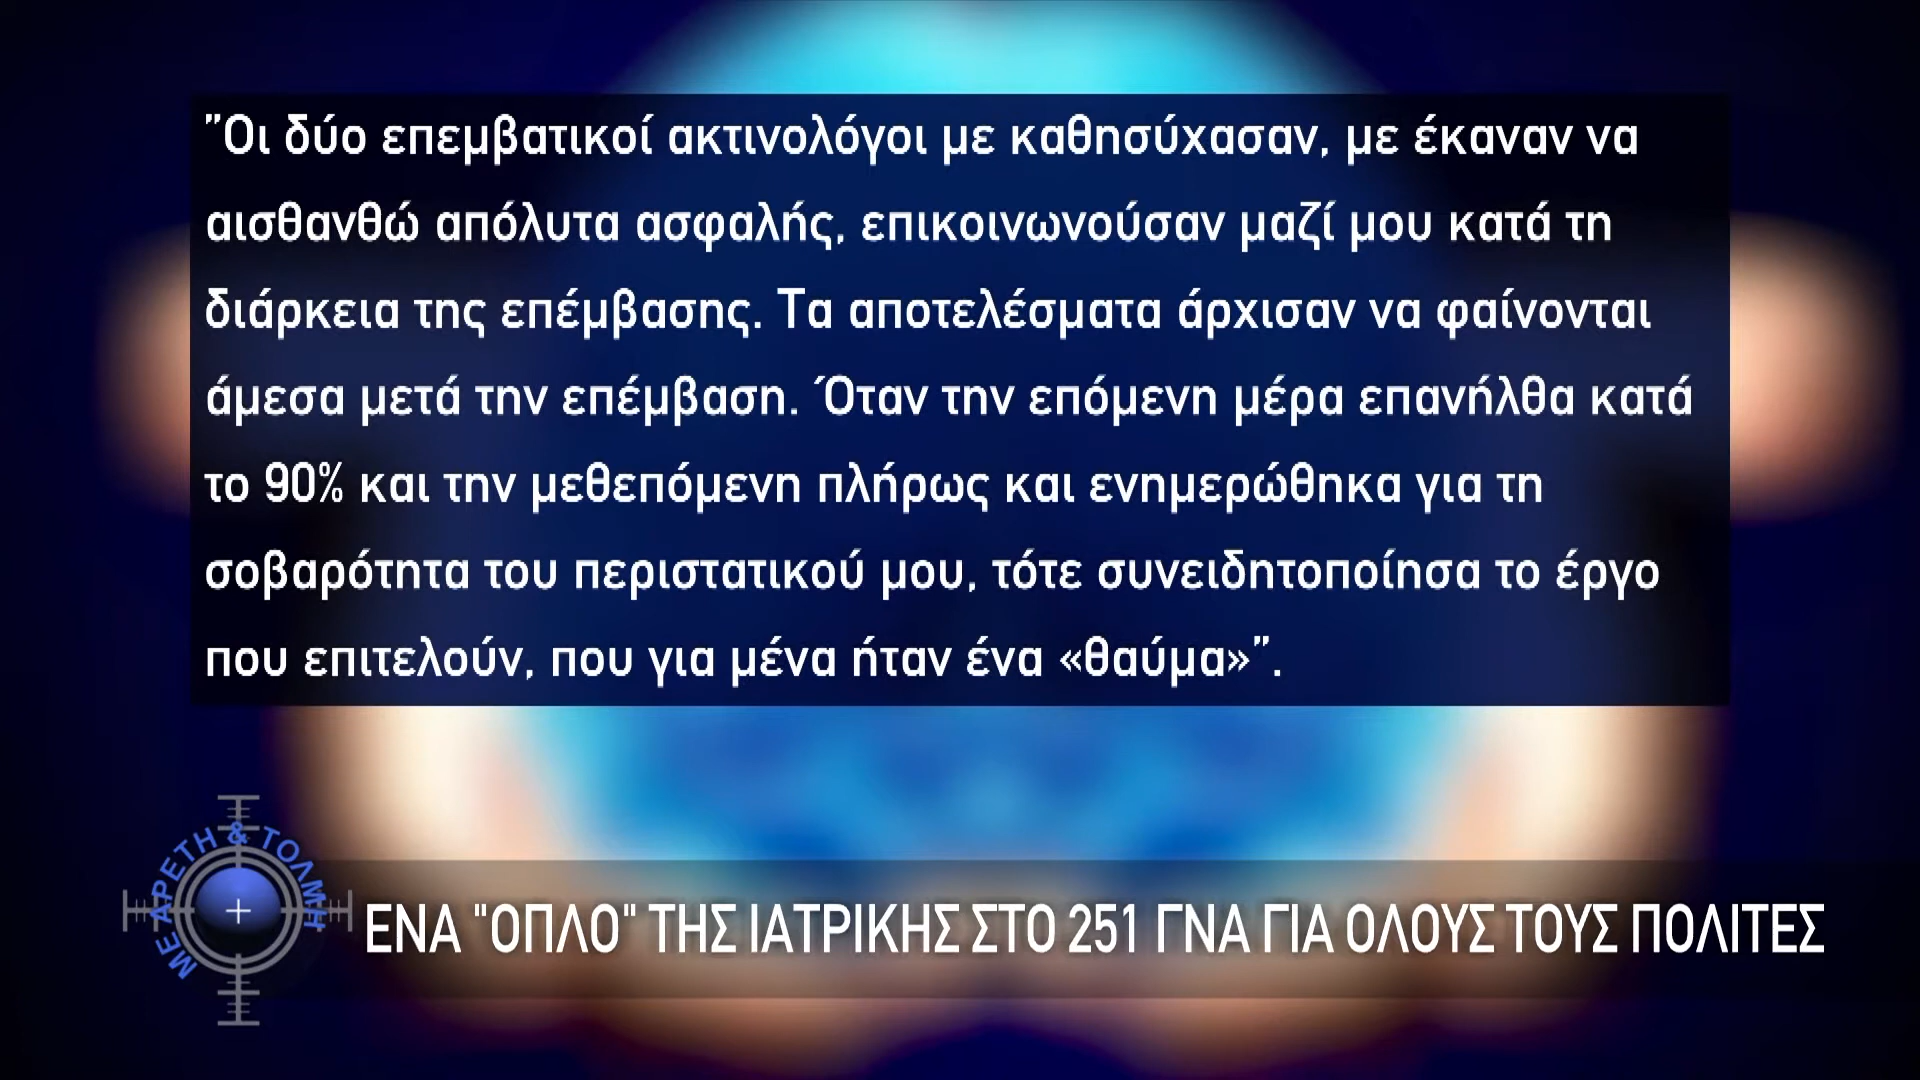 "Οι δύο επεμβατικοί ακτινολόγοι με καθησύχασαν, με έκαναν να
αισθανθώ απόλυτα ασφαλής, επικοινωνούσαν μαζί μου κατά τη
διάρκεια της επέμβασης. Τα αποτελέσματα άρχισαν να φαίνονται
άμεσα μετά την επέμβαση. Όταν την επόμενη μέρα επανήλθα κατά
το 90% και την μεθεπόμενη πλήρως και ενημερώθηκα για τη
σοβαρότητα του περιστατικού μου, τότε συνειδητοποίησα το έργο
που επιτελούν, που για μένα ήταν ένα «θαύμα»".
ΜΕ ΑΡΕΤΗ & ΤΟΛΜΗ
ΕΝΑ "ΟΠΛΟ" ΤΗΣ ΙΑΤΡΙΚΗΣ ΣΤΟ 251 ΓΝΑ ΓΙΑ ΟΛΟΥΣ ΤΟΥΣ ΠΟΛΙΤΕΣ